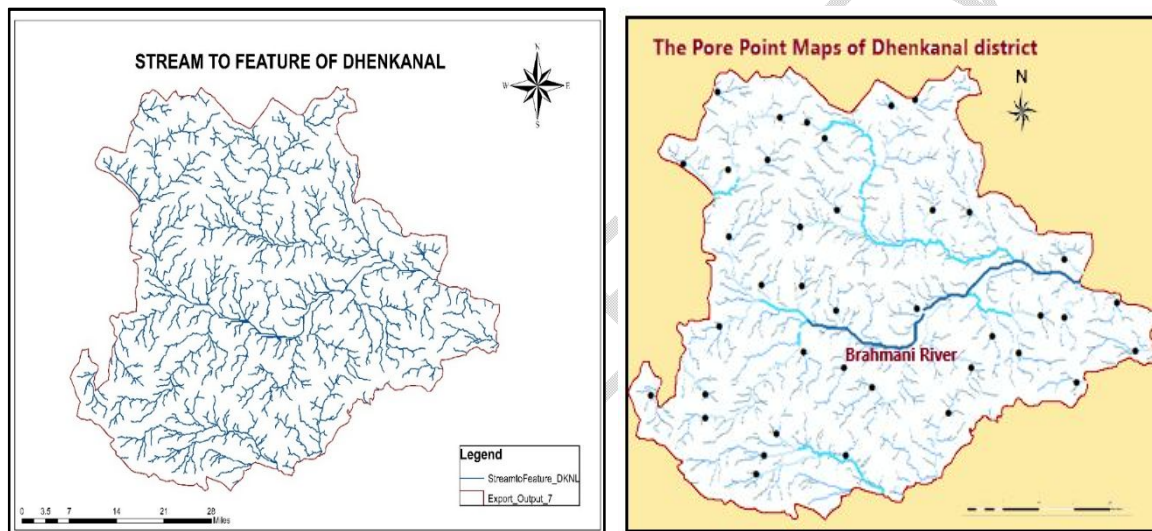 STREAM TO FEATURE OF DHENKANAL
N
W E
S
Legend
StreamtoFeature_DKNL
Export_Output_7
0 3.5 7 14 21 28
Miles
The Pore Point Maps of Dhenkanal district
N
Brahmani River